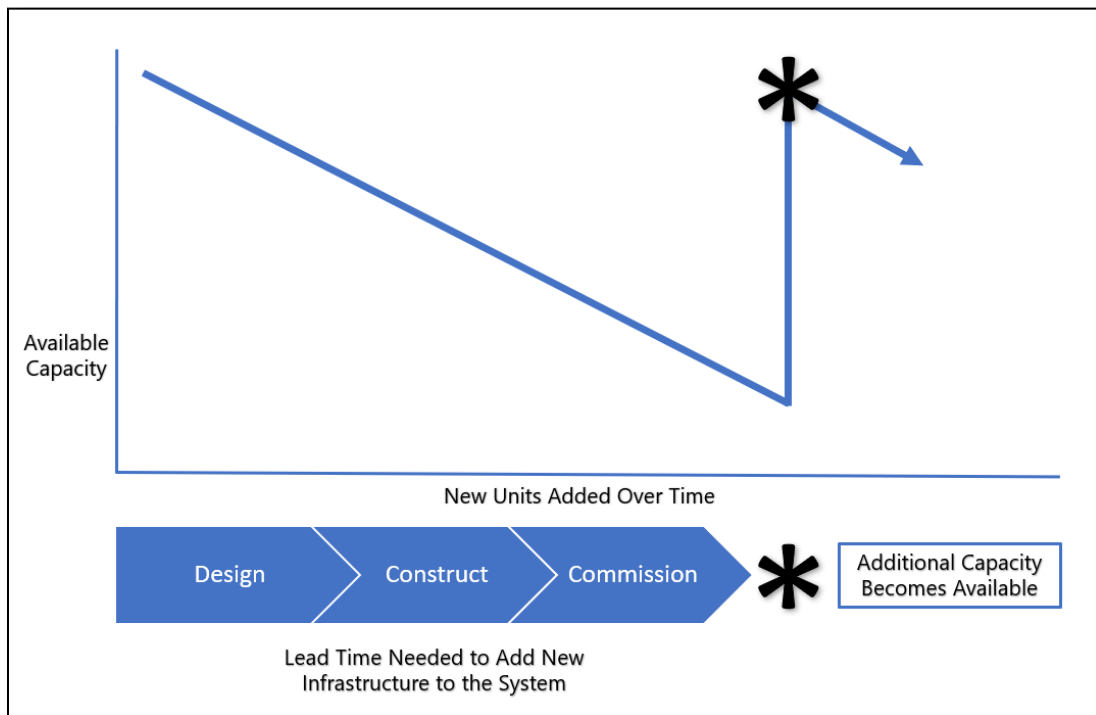 Available
Capacity
New Units Added Over Time
Design
Construct
Commission
Additional Capacity
Becomes Available
Lead Time Needed to Add New
Infrastructure to the System